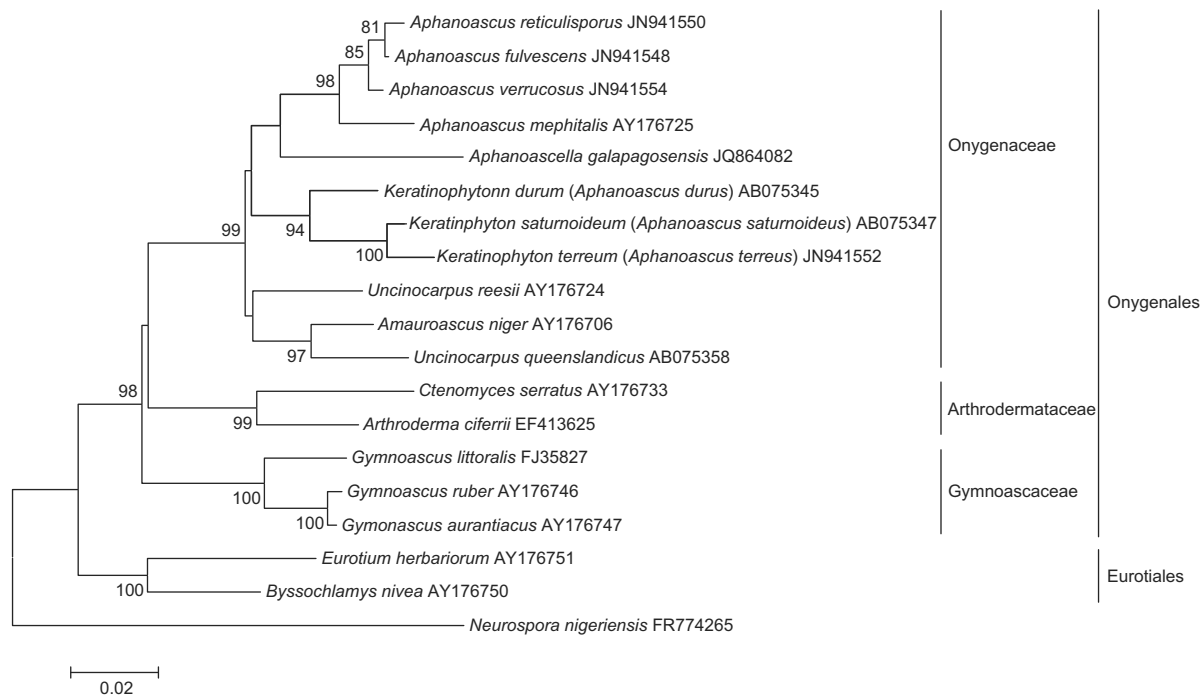 81
Aphanoascus reticulisporus JN941550
85
Aphanoascus fulvescens JN941548
98
Aphanoascus verrucosus JN941554
Aphanoascus mephitalis AY176725
Onygenaceae
Aphanoascella galapagosensis JQ864082
Keratinophytonn durum (Aphanoascus durus) AB075345
99
94
Keratinphyton saturnoideum (Aphanoascus saturnoideus) AB075347
100
Keratinophyton terreum (Aphanoascus terreus) JN941552
Uncinocarpus reesii AY176724
Onygenales
Amauroascus niger AY176706
97
Uncinocarpus queenslandicus AB075358
98
Ctenomyces serratus AY176733
Arthrodermataceae
99
Arthroderma ciferrii EF413625
Gymnoascus littoralis FJ35827
100
Gymnoascus ruber AY176746
Gymnoascaceae
100
Gymonascus aurantiacus AY176747
Eurotium herbariorum AY176751
Eurotiales
100
Byssochlamys nivea AY176750
Neurospora nigeriensis FR774265
0.02